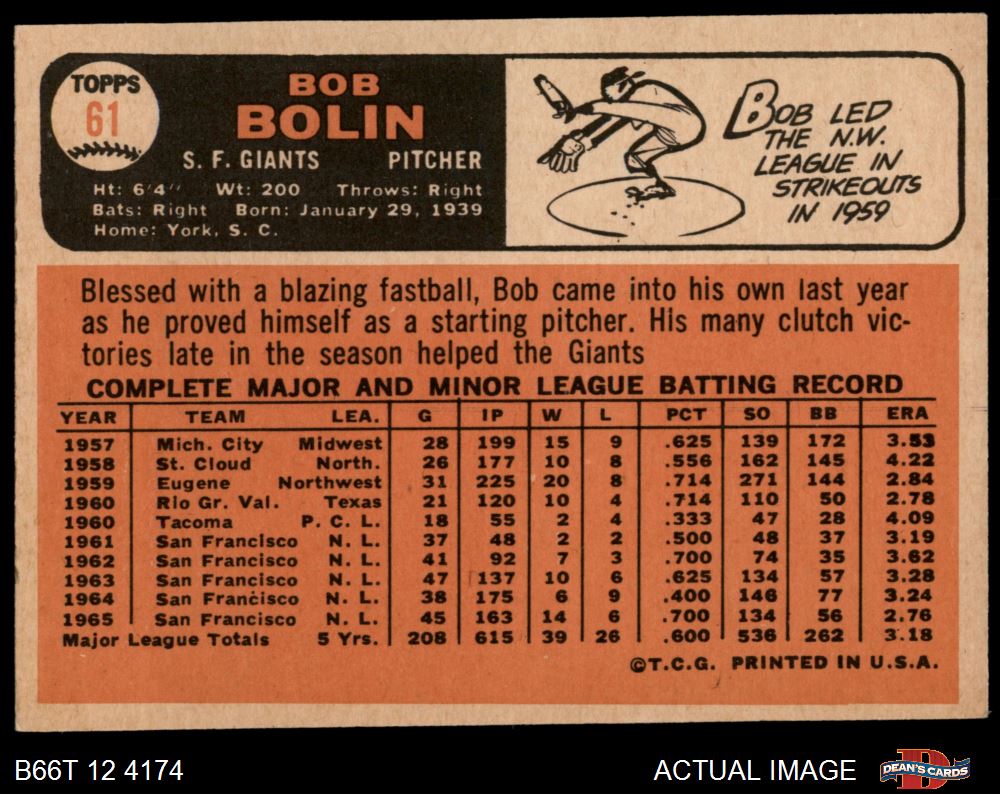 TOPPS
61
BOB
BOLIN
S. F. GIANTS PITCHER
Ht: 6'4" Wt: 200 Throws: Right
Bats: Right Born: January 29, 1939
Home: York, S. C.
BOB LED
THE N.W.
LEAGUE IN
STRIKEOUTS
IN 1959
Blessed with a blazing fastball, Bob came into his own last year
as he proved himself as a starting pitcher. His many clutch vic-
tories late in the season helped the Giants
COMPLETE MAJOR AND MINOR LEAGUE BATTING RECORD
YEAR TEAM LEA. G IP W L PCT SO BB ERA
1957 Mich. City Midwest 28 199 15 9 .625 139 172 3.53
1958 St. Cloud North. 26 177 10 8 .556 162 145 4.22
1959 Eugene Northwest 31 225 20 8 .714 271 144 2.84
1960 Rio Gr. Val. Texas 21 120 10 4 .714 110 50 2.78
1960 Tacoma P. C. L. 18 55 2 4 .333 47 28 4.09
1961 San Francisco N. L. 37 48 2 2 .500 48 37 3.19
1962 San Francisco N. L. 41 92 7 3 .700 74 35 3.62
1963 San Francisco N. L. 47 137 10 6 .625 134 57 3.28
1964 San Francisco N. L. 38 175 6 9 .400 146 77 3.24
1965 San Francisco N. L. 45 163 14 6 .700 134 56 2.76
Major League Totals 5 Yrs. 208 615 39 26 .600 536 262 3.18
©T.C.G. PRINTED IN U.S.A.
B66T 12 4174 ACTUAL IMAGE DEAN'S CARDS